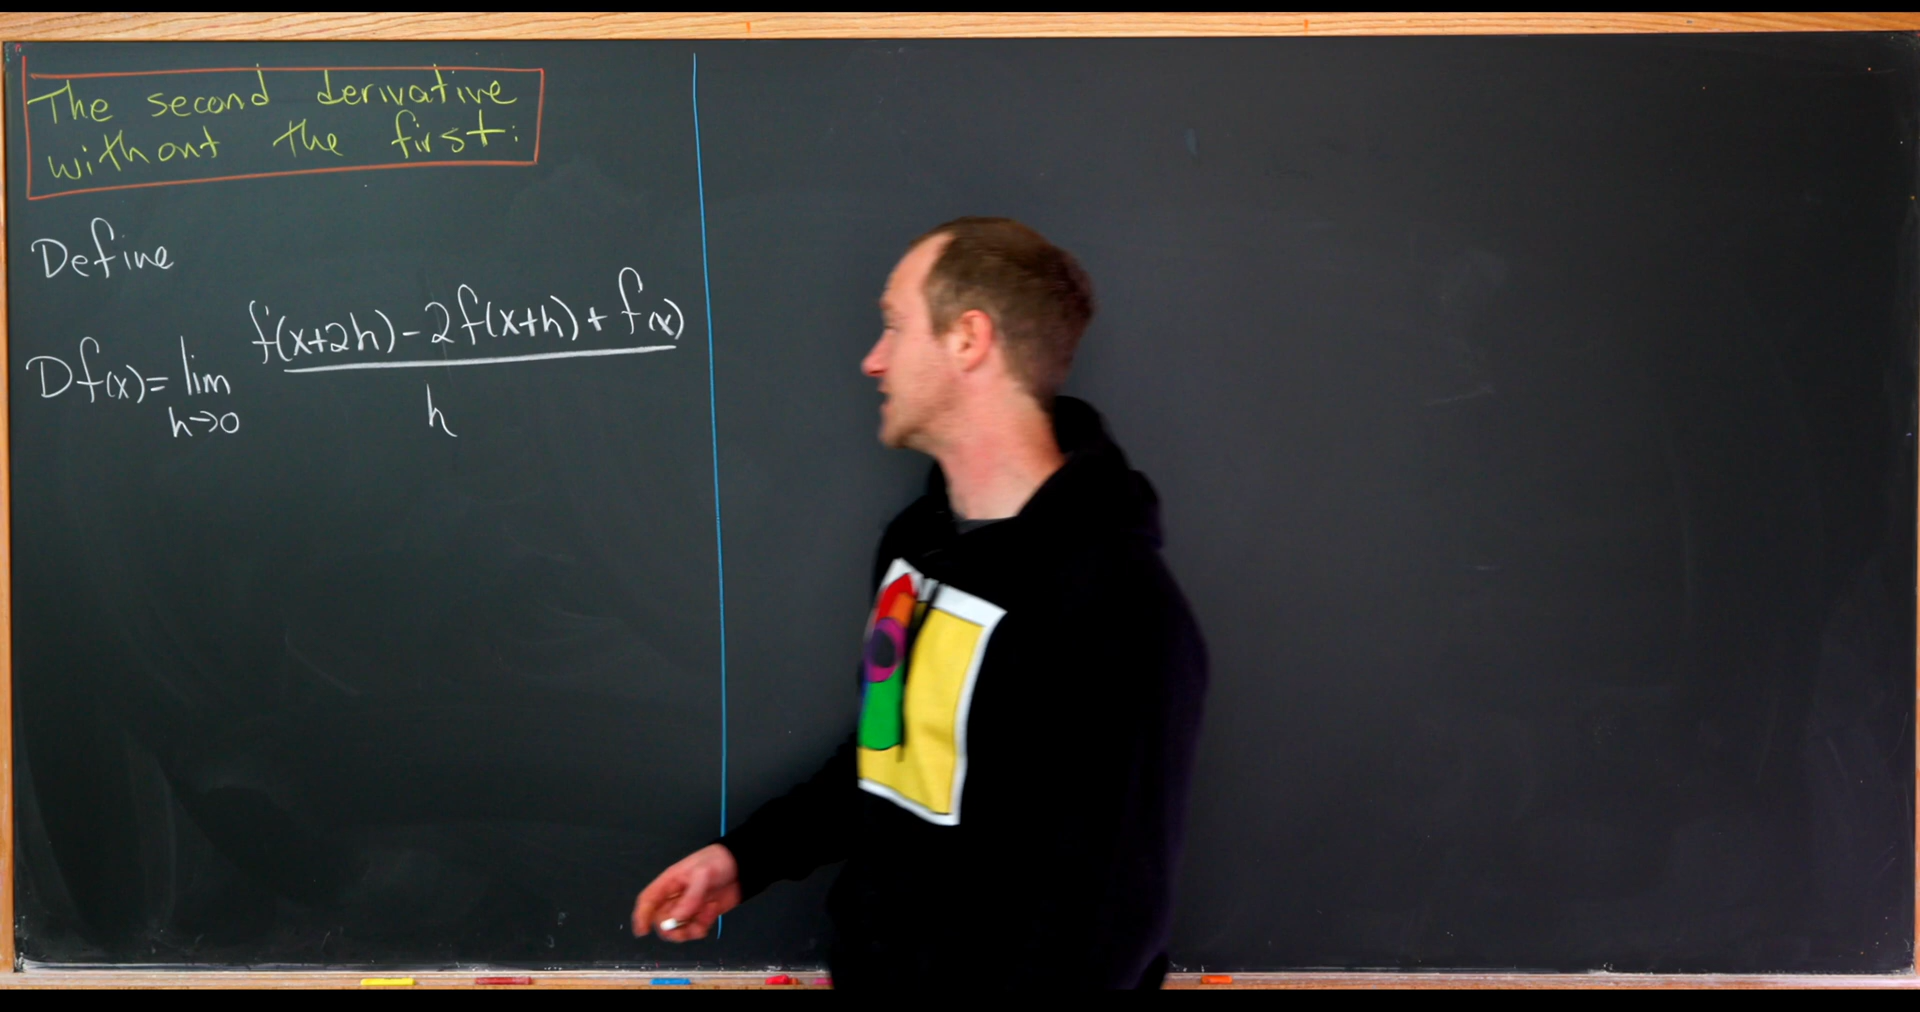 The second derivative
without the first:
Define
Df(x) = lim h→0 f(x+2h) - 2f(x+h) + f(x) / h